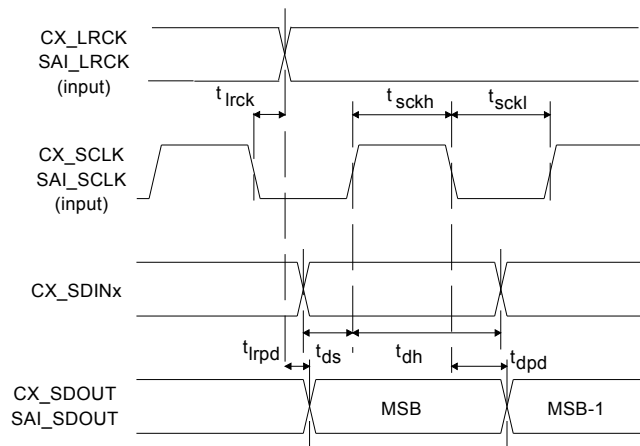 CX_LRCK
SAI_LRCK
(input)
t lrck
t sckh
t sckl
CX_SCLK
SAI_SCLK
(input)
CX_SDINx
t lrpd
t ds
t dh
t dpd
CX_SDOUT
SAI_SDOUT
MSB
MSB-1